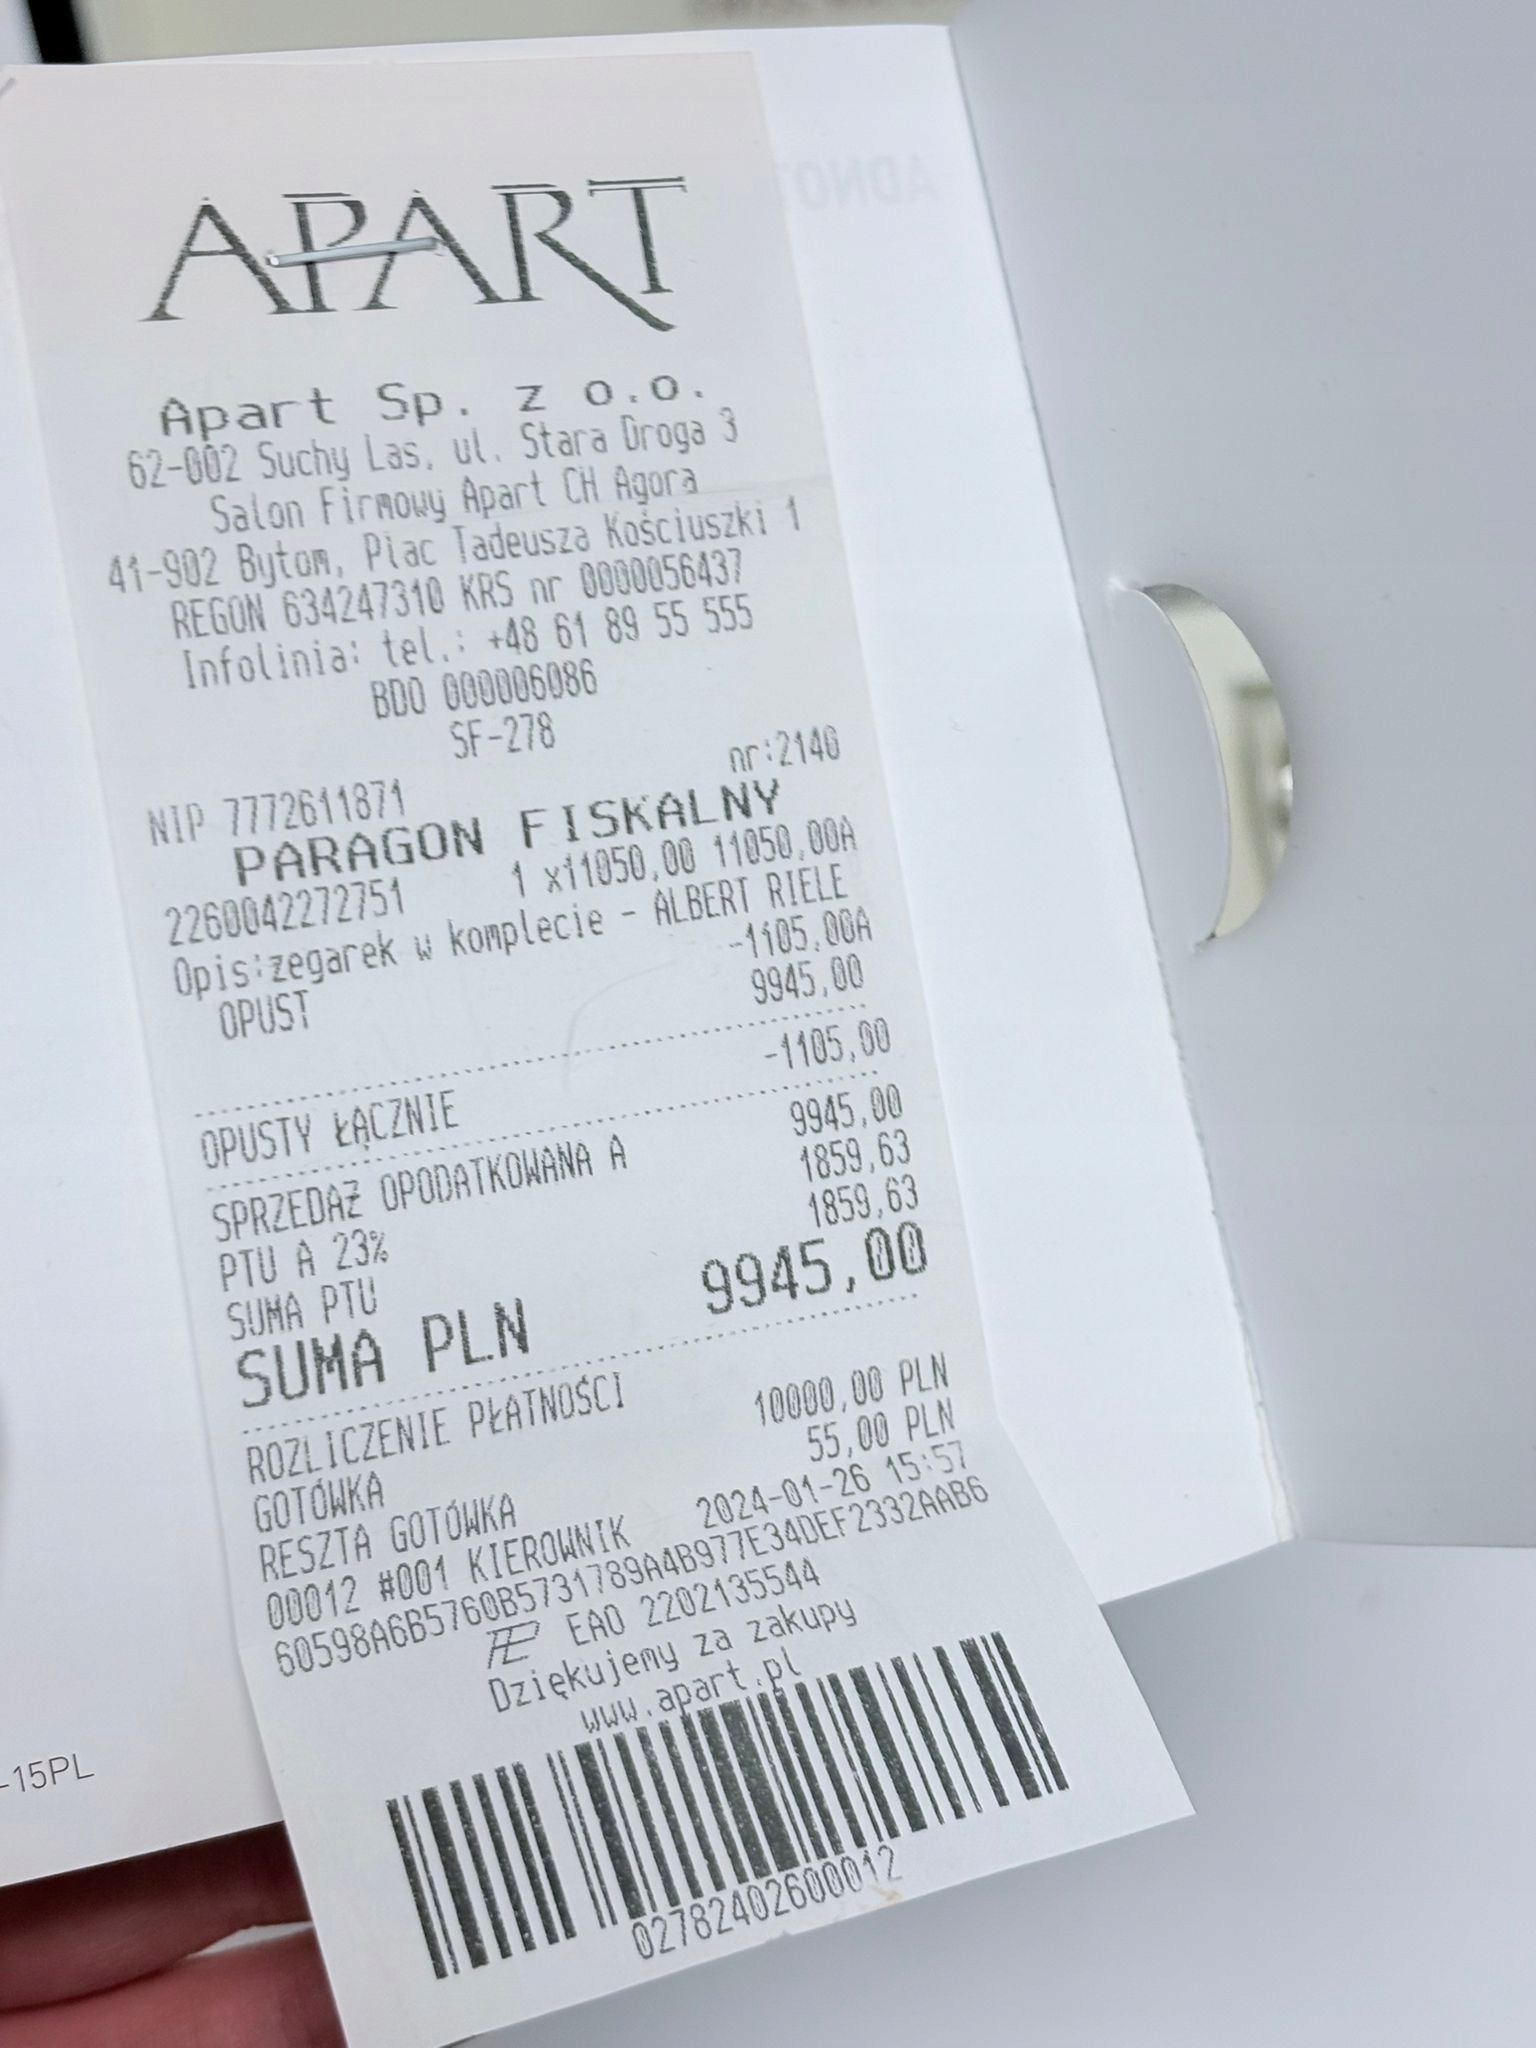 APART
Apart Sp. z o.o.
62-002 Suchy Las, ul. Stara Droga 3
Salon Firmowy Apart CH Agora
41-902 Bytom, Plac Tadeusza Kościuszki 1
REGON 634247310 KRS nr 0000056437
Infolinia: tel.: +48 61 89 55 555
BDO 000006086
SF-278
NIP 7772611871 nr:2140
PARAGON FISKALNY
2260042272751 1 x11050,00 11050,00A
Opis:zegarek w komplecie - ALBERT RIELE
OPUST -1105,00A
9945,00
OPUSTY ŁĄCZNIE -1105,00
SPRZEDAŻ OPODATKOWANA A 9945,00
PTU A 23% 1859,63
SUMA PTU 1859,63
SUMA PLN 9945,00
ROZLICZENIE PŁATNOŚCI
GOTÓWKA 10000,00 PLN
RESZTA GOTÓWKA 55,00 PLN
00012 #001 KIEROWNIK 2024-01-26 15:57
60598A6B5760B5731789A4B977E34DEF2332AAB6
EAO 2202135544
Dziękujemy za zakupy
www.apart.pl
02782402600012
-15PL